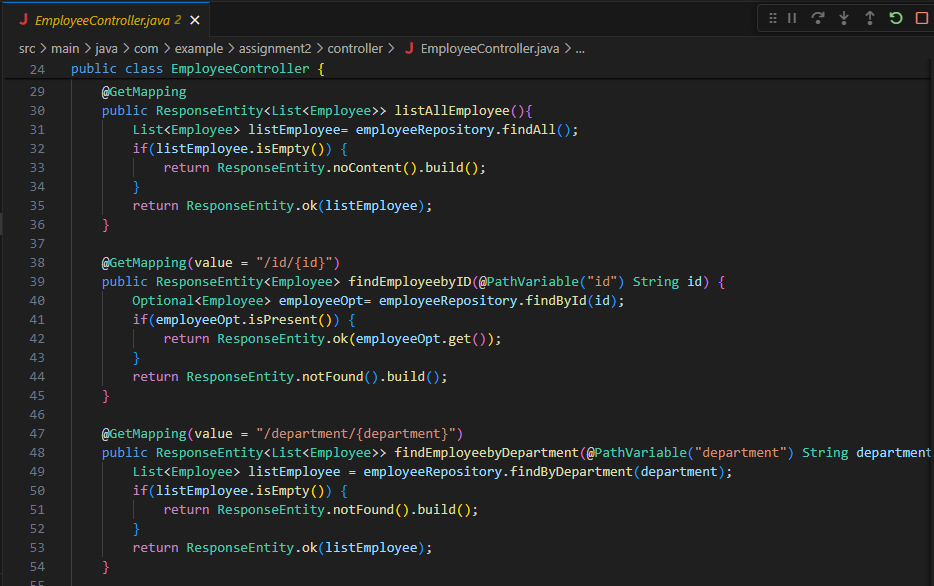 J EmployeeController.java 2 ×
src > main > java > com > example > assignment2 > controller > J EmployeeController.java > ...
24 public class EmployeeController {
29 @GetMapping
30 public ResponseEntity<List<Employee>> listAllEmployee(){
31 List<Employee> listEmployee= employeeRepository.findAll();
32 if(listEmployee.isEmpty()) {
33 return ResponseEntity.noContent().build();
34 }
35 return ResponseEntity.ok(listEmployee);
36 }
37
38 @GetMapping(value = "/id/{id}")
39 public ResponseEntity<Employee> findEmployeebyID(@PathVariable("id") String id) {
40 Optional<Employee> employeeOpt= employeeRepository.findById(id);
41 if(employeeOpt.isPresent()) {
42 return ResponseEntity.ok(employeeOpt.get());
43 }
44 return ResponseEntity.notFound().build();
45 }
46
47 @GetMapping(value = "/department/{department}")
48 public ResponseEntity<List<Employee>> findEmployeebyDepartment(@PathVariable("department") String department
49 List<Employee> listEmployee = employeeRepository.findByDepartment(department);
50 if(listEmployee.isEmpty()) {
51 return ResponseEntity.notFound().build();
52 }
53 return ResponseEntity.ok(listEmployee);
54 }
55